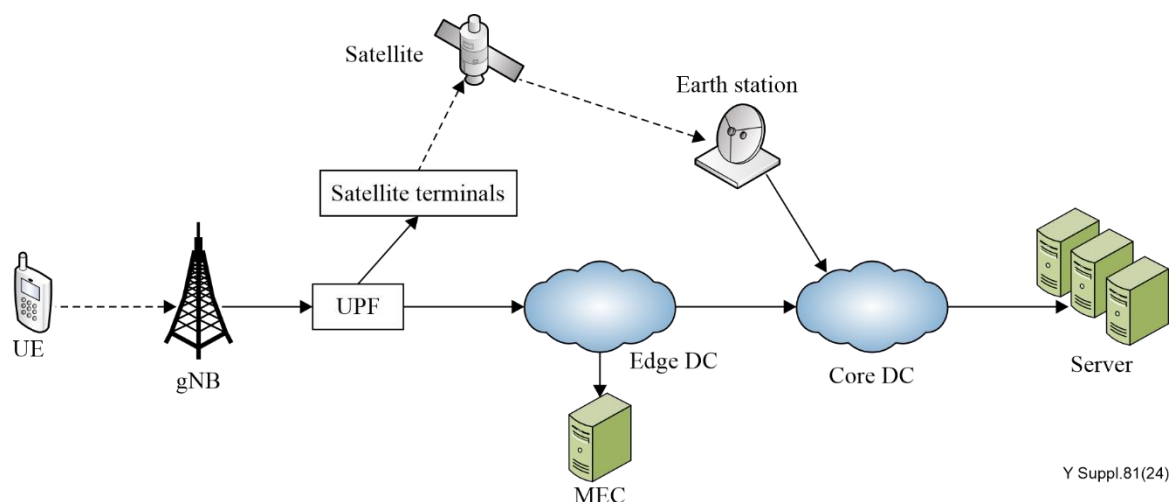 Satellite
Earth station
Satellite terminals
UE
gNB
UPF
Edge DC
Core DC
Server
MEC
Y Suppl.81(24)